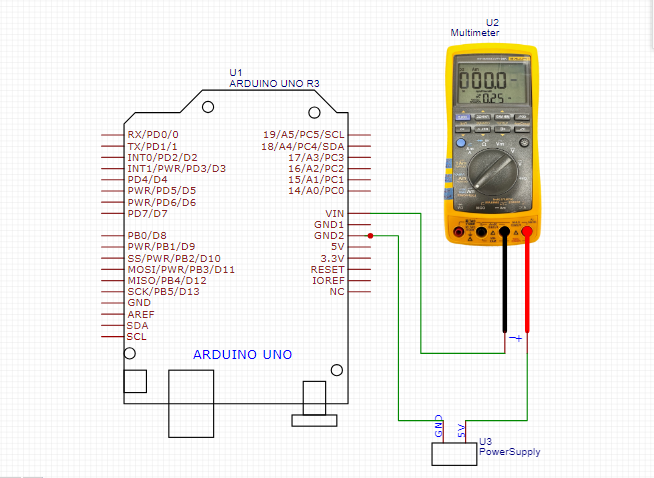 U2
Multimeter
U1
ARDUINO UNO R3
000.0
0.25
RX/PD0/0
TX/PD1/1
INT0/PD2/D2
INT1/PWR/PD3/D3
PD4/D4
PWR/PD5/D5
PWR/PD6/D6
PD7/D7
PB0/D8
PWR/PB1/D9
SS/PWR/PB2/D10
MOSI/PWR/PB3/D11
MISO/PB4/D12
SCK/PB5/D13
GND
AREF
SDA
SCL
19/A5/PC5/SCL
18/A4/PC4/SDA
17/A3/PC3
16/A2/PC2
15/A1/PC1
14/A0/PC0
VIN
GND1
GND2
5V
3.3V
RESET
IOREF
NC
ARDUINO UNO
− +
GND
5V
U3
PowerSupply